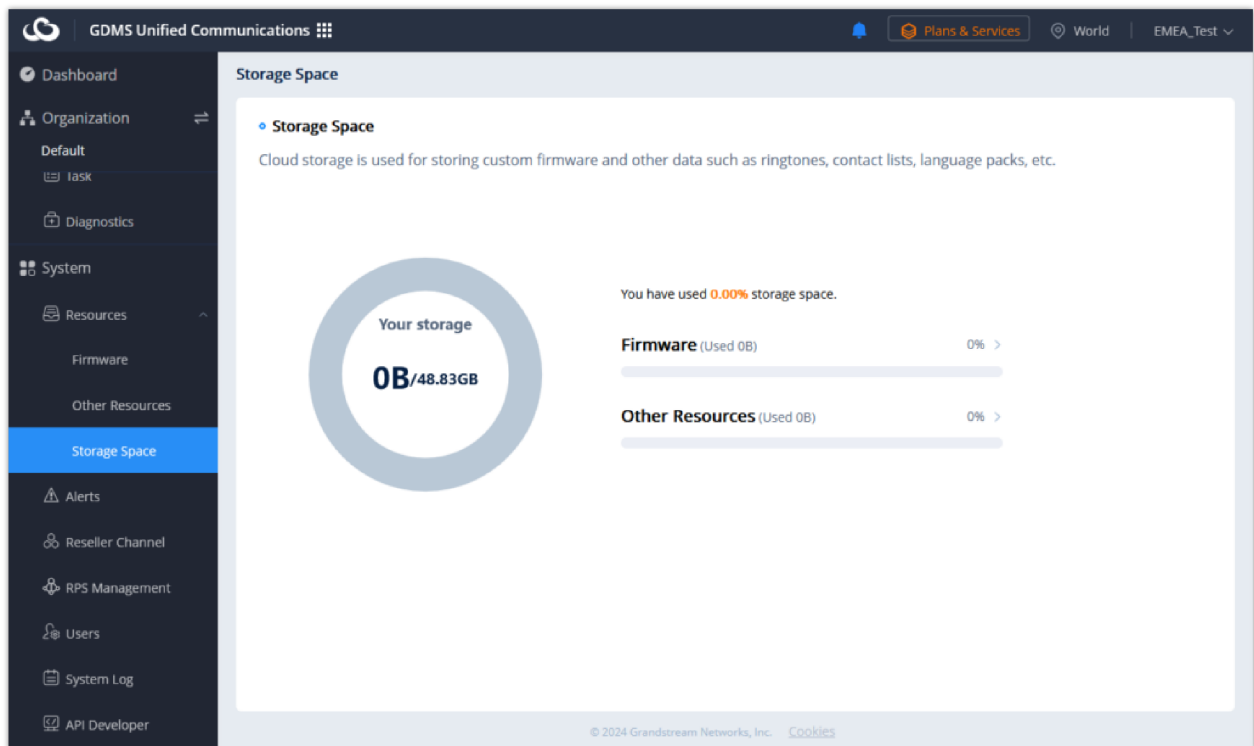 GDMS Unified Communications
Plans & Services
World
EMEA_Test
Dashboard
Organization
Default
Task
Diagnostics
System
Resources
Firmware
Other Resources
Storage Space
Alerts
Reseller Channel
RPS Management
Users
System Log
API Developer
Storage Space
Storage Space
Cloud storage is used for storing custom firmware and other data such as ringtones, contact lists, language packs, etc.
Your storage
0B/48.83GB
You have used 0.00% storage space.
Firmware (Used 0B) 0%
Other Resources (Used 0B) 0%
© 2024 Grandstream Networks, Inc. Cookies